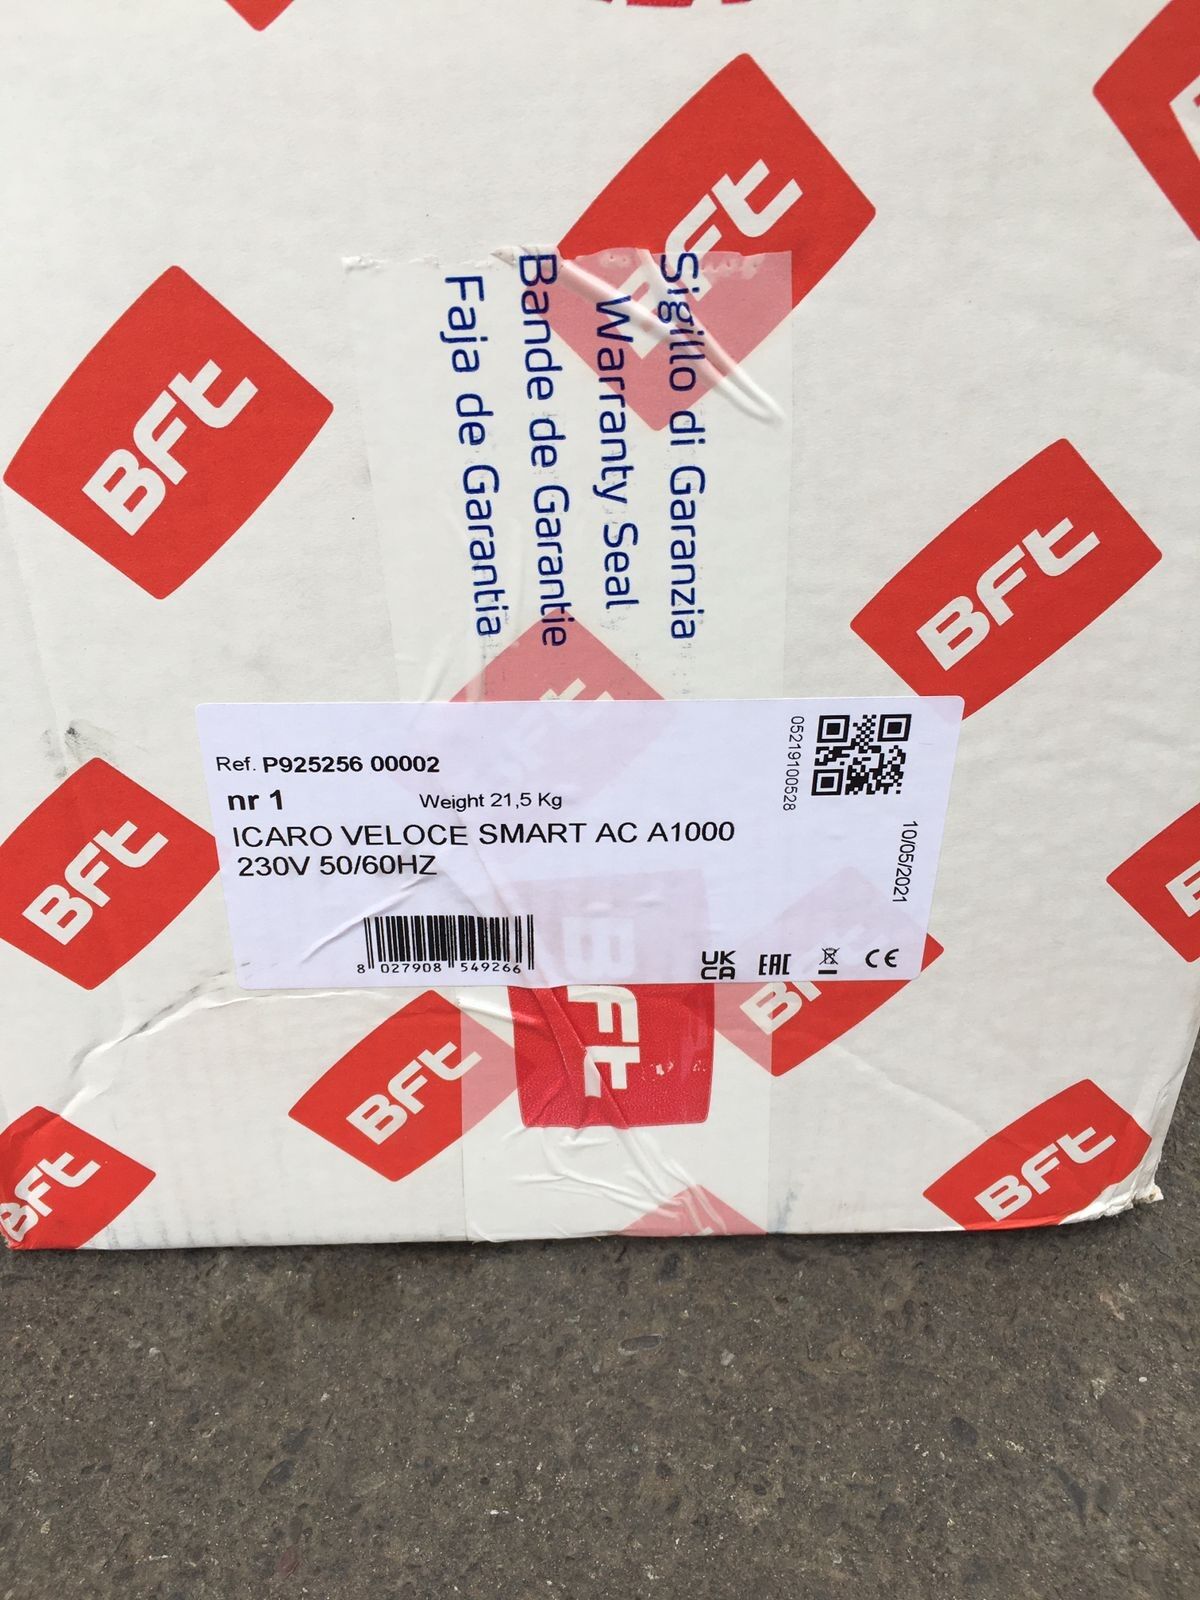 BFt
BFt
BFt
Sigillo di Garanzia
Warranty Seal
Bande de Garantie
Faja de Garantia
Ref. P925256 00002
nr 1 Weight 21,5 Kg
ICARO VELOCE SMART AC A1000
230V 50/60HZ
05219100528
10/05/2021
8 027908 549266
UK
CA
EAC
CE
BFt
BFt
BFt
BFt
BFt